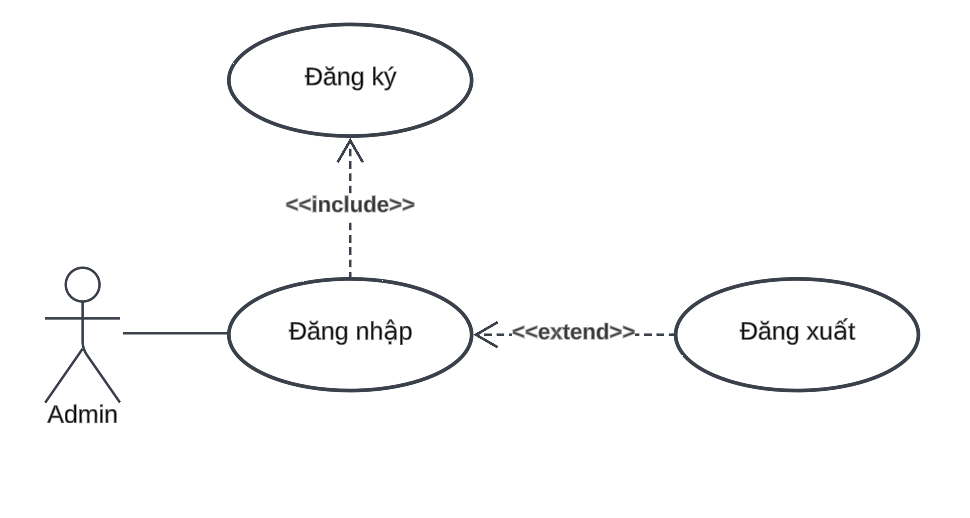 Đăng ký
<<include>>
Đăng nhập
<<extend>>
Đăng xuất
Admin